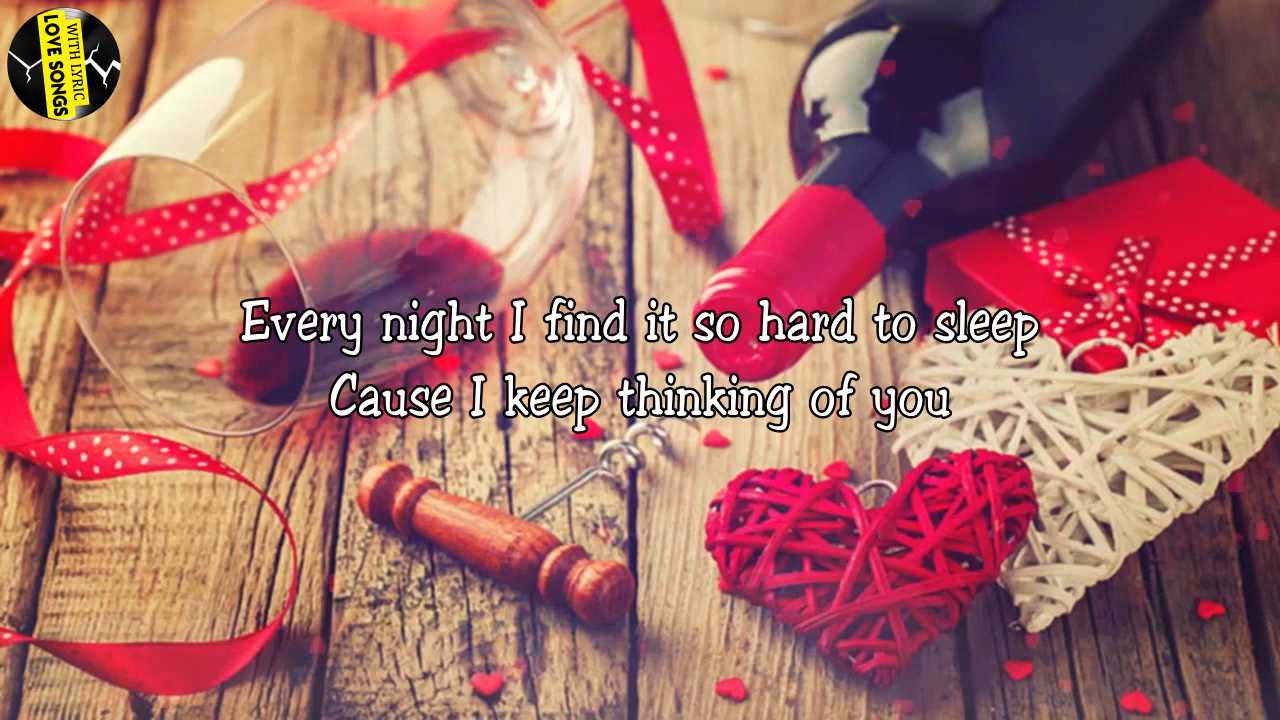 WITH LYRIC
LOVE SONGS
Every night I find it so hard to sleep
Cause I keep thinking of you